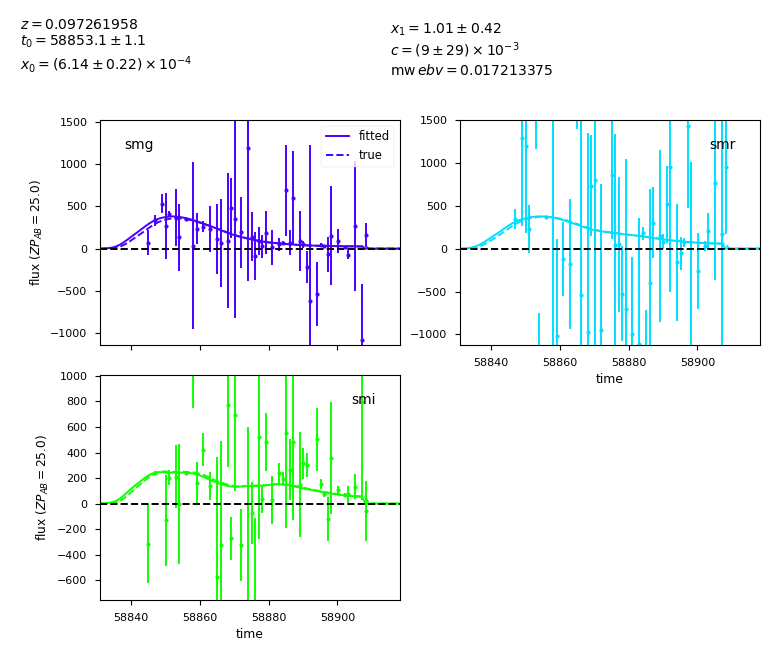 z = 0.097261958
t₀ = 58853.1 ± 1.1
x₀ = (6.14 ± 0.22) × 10⁻⁴
x₁ = 1.01 ± 0.42
c = (9 ± 29) × 10⁻³
mw ebv = 0.017213375
1500
1000
500
0
−500
−1000
flux (ZP_AB = 25.0)
smg
fitted
true
1500
1000
500
0
−500
−1000
smr
58840
58860
58880
58900
time
1000
800
600
400
200
0
−200
−400
−600
flux (ZP_AB = 25.0)
smi
58840
58860
58880
58900
time